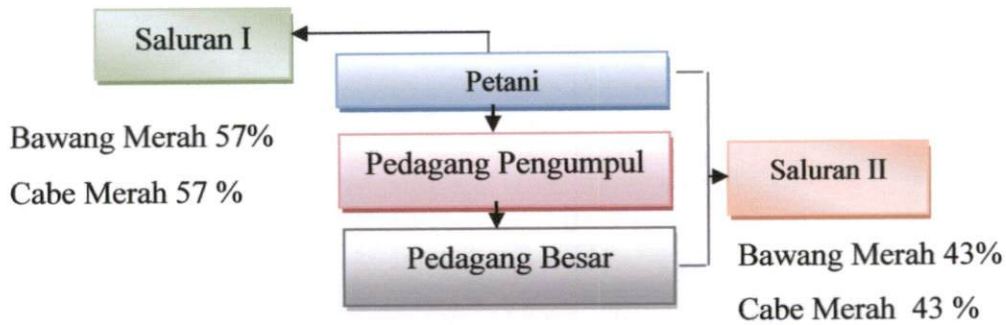 Saluran I
Petani
Bawang Merah 57%
Cabe Merah 57 %
Pedagang Pengumpul
Saluran II
Pedagang Besar
Bawang Merah 43%
Cabe Merah 43 %